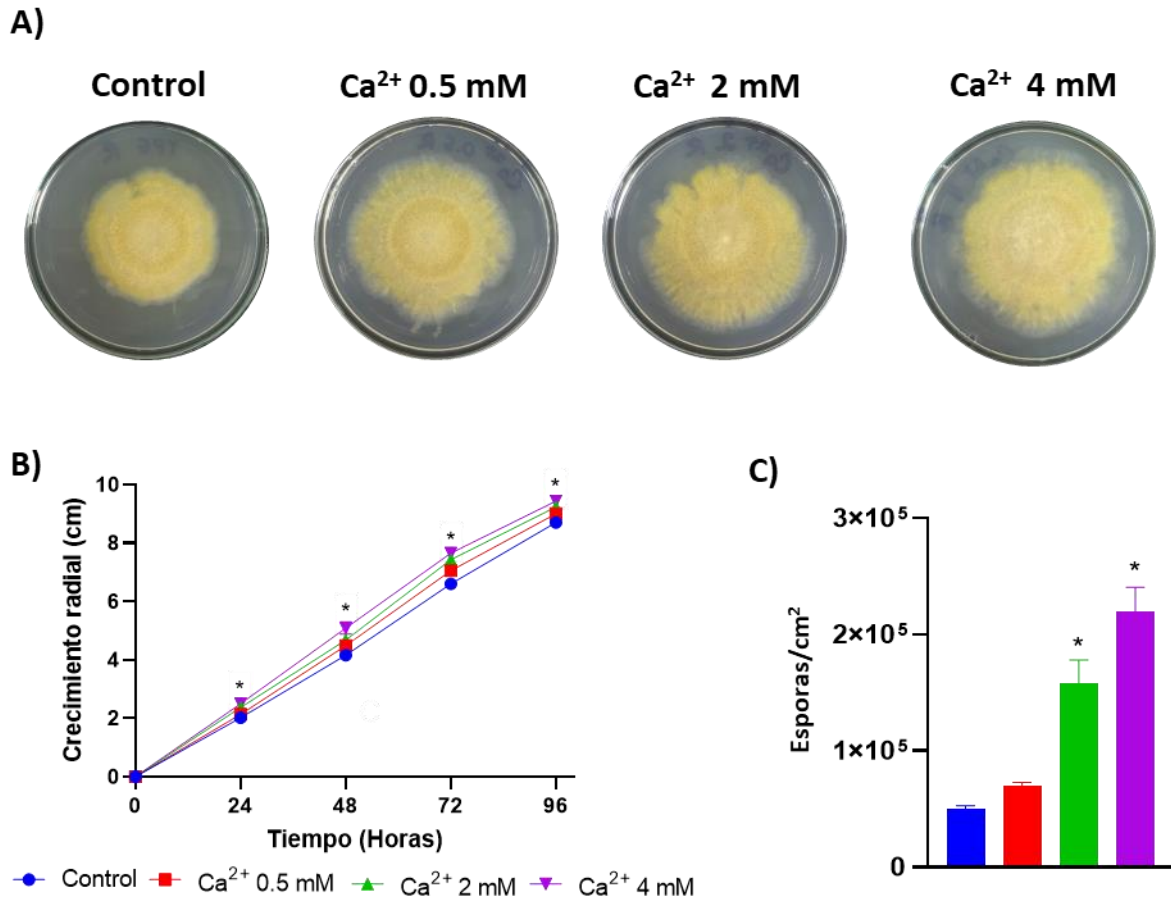 A)
Control
Ca²⁺ 0.5 mM
Ca²⁺ 2 mM
Ca²⁺ 4 mM
B)
Crecimiento radial (cm)
10
8
6
4
2
0
* * * *
0 24 48 72 96
Tiempo (Horas)
Control
Ca²⁺ 0.5 mM
Ca²⁺ 2 mM
Ca²⁺ 4 mM
C)
Esporas/cm²
3×10⁵
2×10⁵
1×10⁵
0
* *